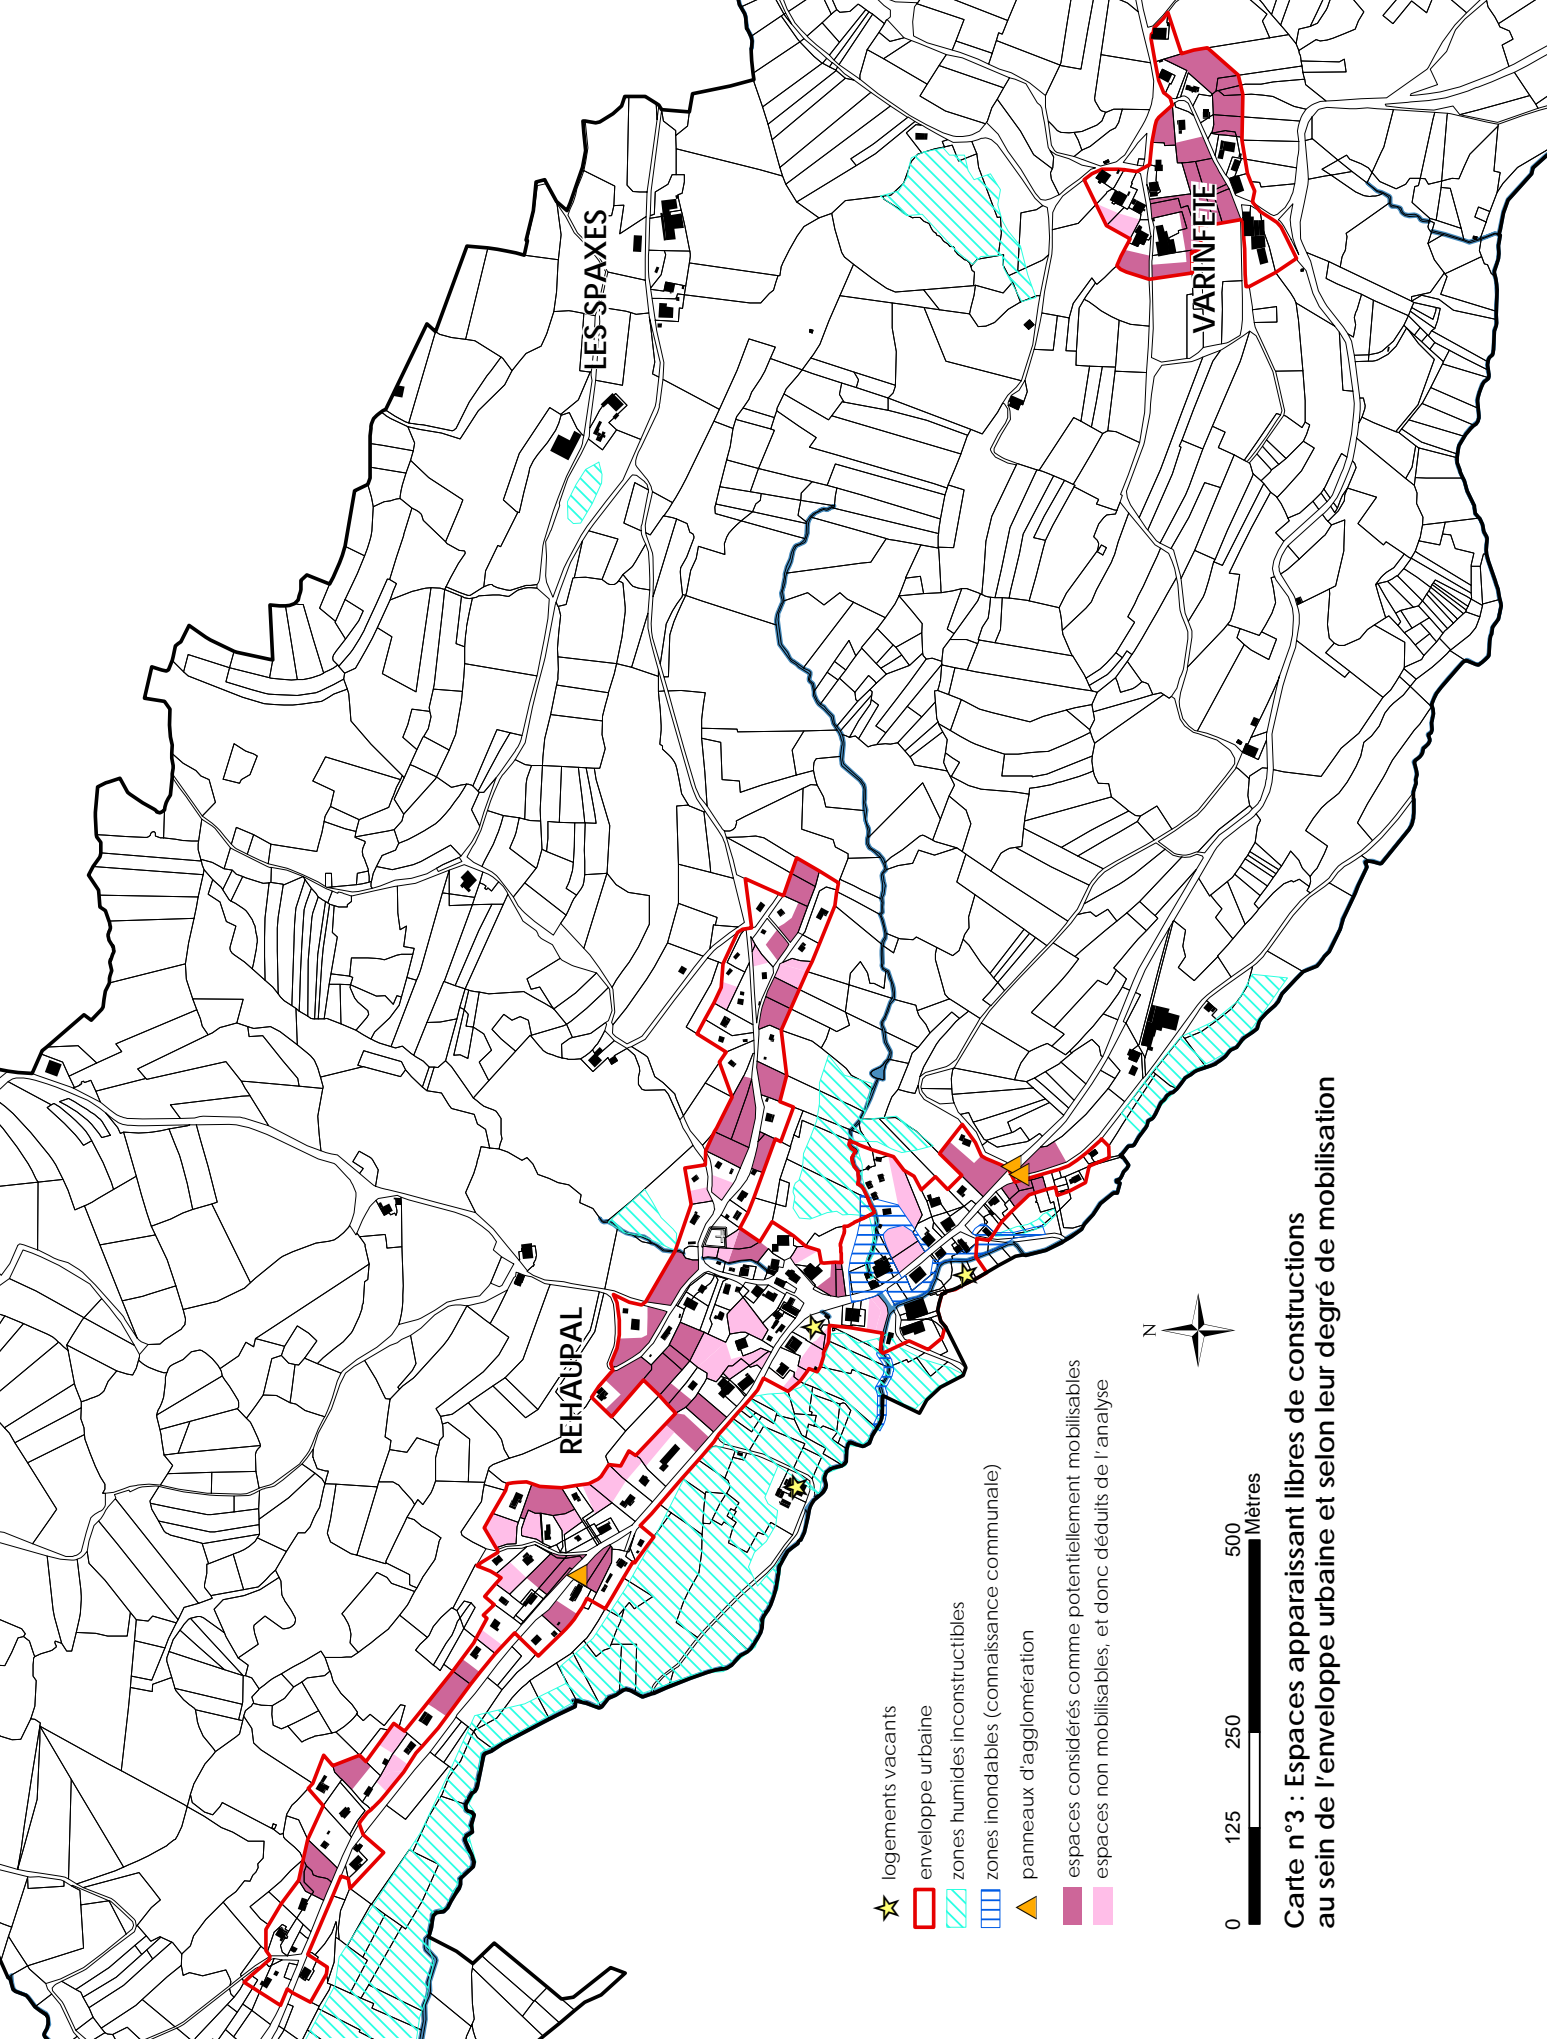 LES SPAXES
VARINFETE
REHAUPAL
logements vacants
enveloppe urbaine
zones humides inconstructibles
zones inondables (connaissance communale)
panneaux d'agglomération
espaces considérés comme potentiellement mobilisables
espaces non mobilisables, et donc déduits de l'analyse
N
0 125 250 500
Mètres
Carte n°3 : Espaces apparaissant libres de constructions
au sein de l'enveloppe urbaine et selon leur degré de mobilisation